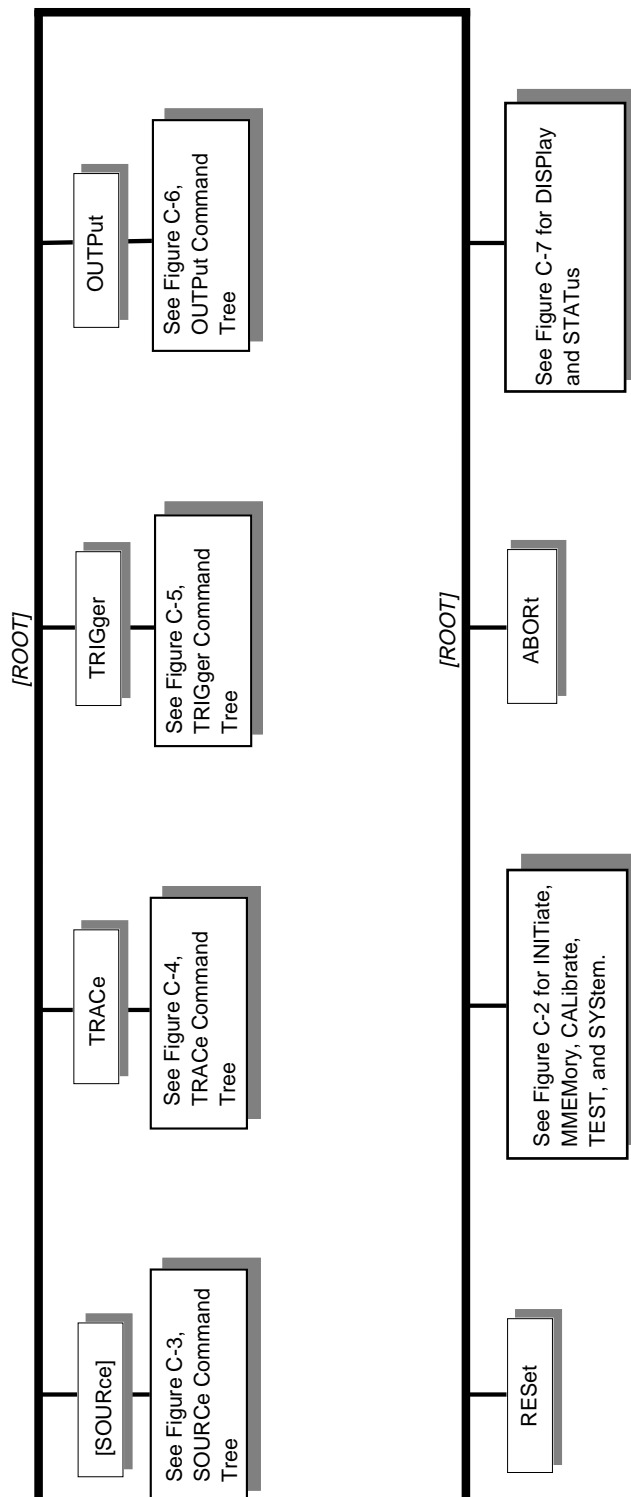 [ROOT]
[SOURce]
See Figure C-3,
SOURCe Command
Tree
TRACe
See Figure C-4,
TRACe Command
Tree
TRIGger
See Figure C-5,
TRIGger Command
Tree
OUTPut
See Figure C-6,
OUTPut Command
Tree
[ROOT]
RESet
See Figure C-2 for INITiate,
MMEMory, CALibrate,
TEST, and SYStem.
ABORt
See Figure C-7 for DISPlay
and STATus